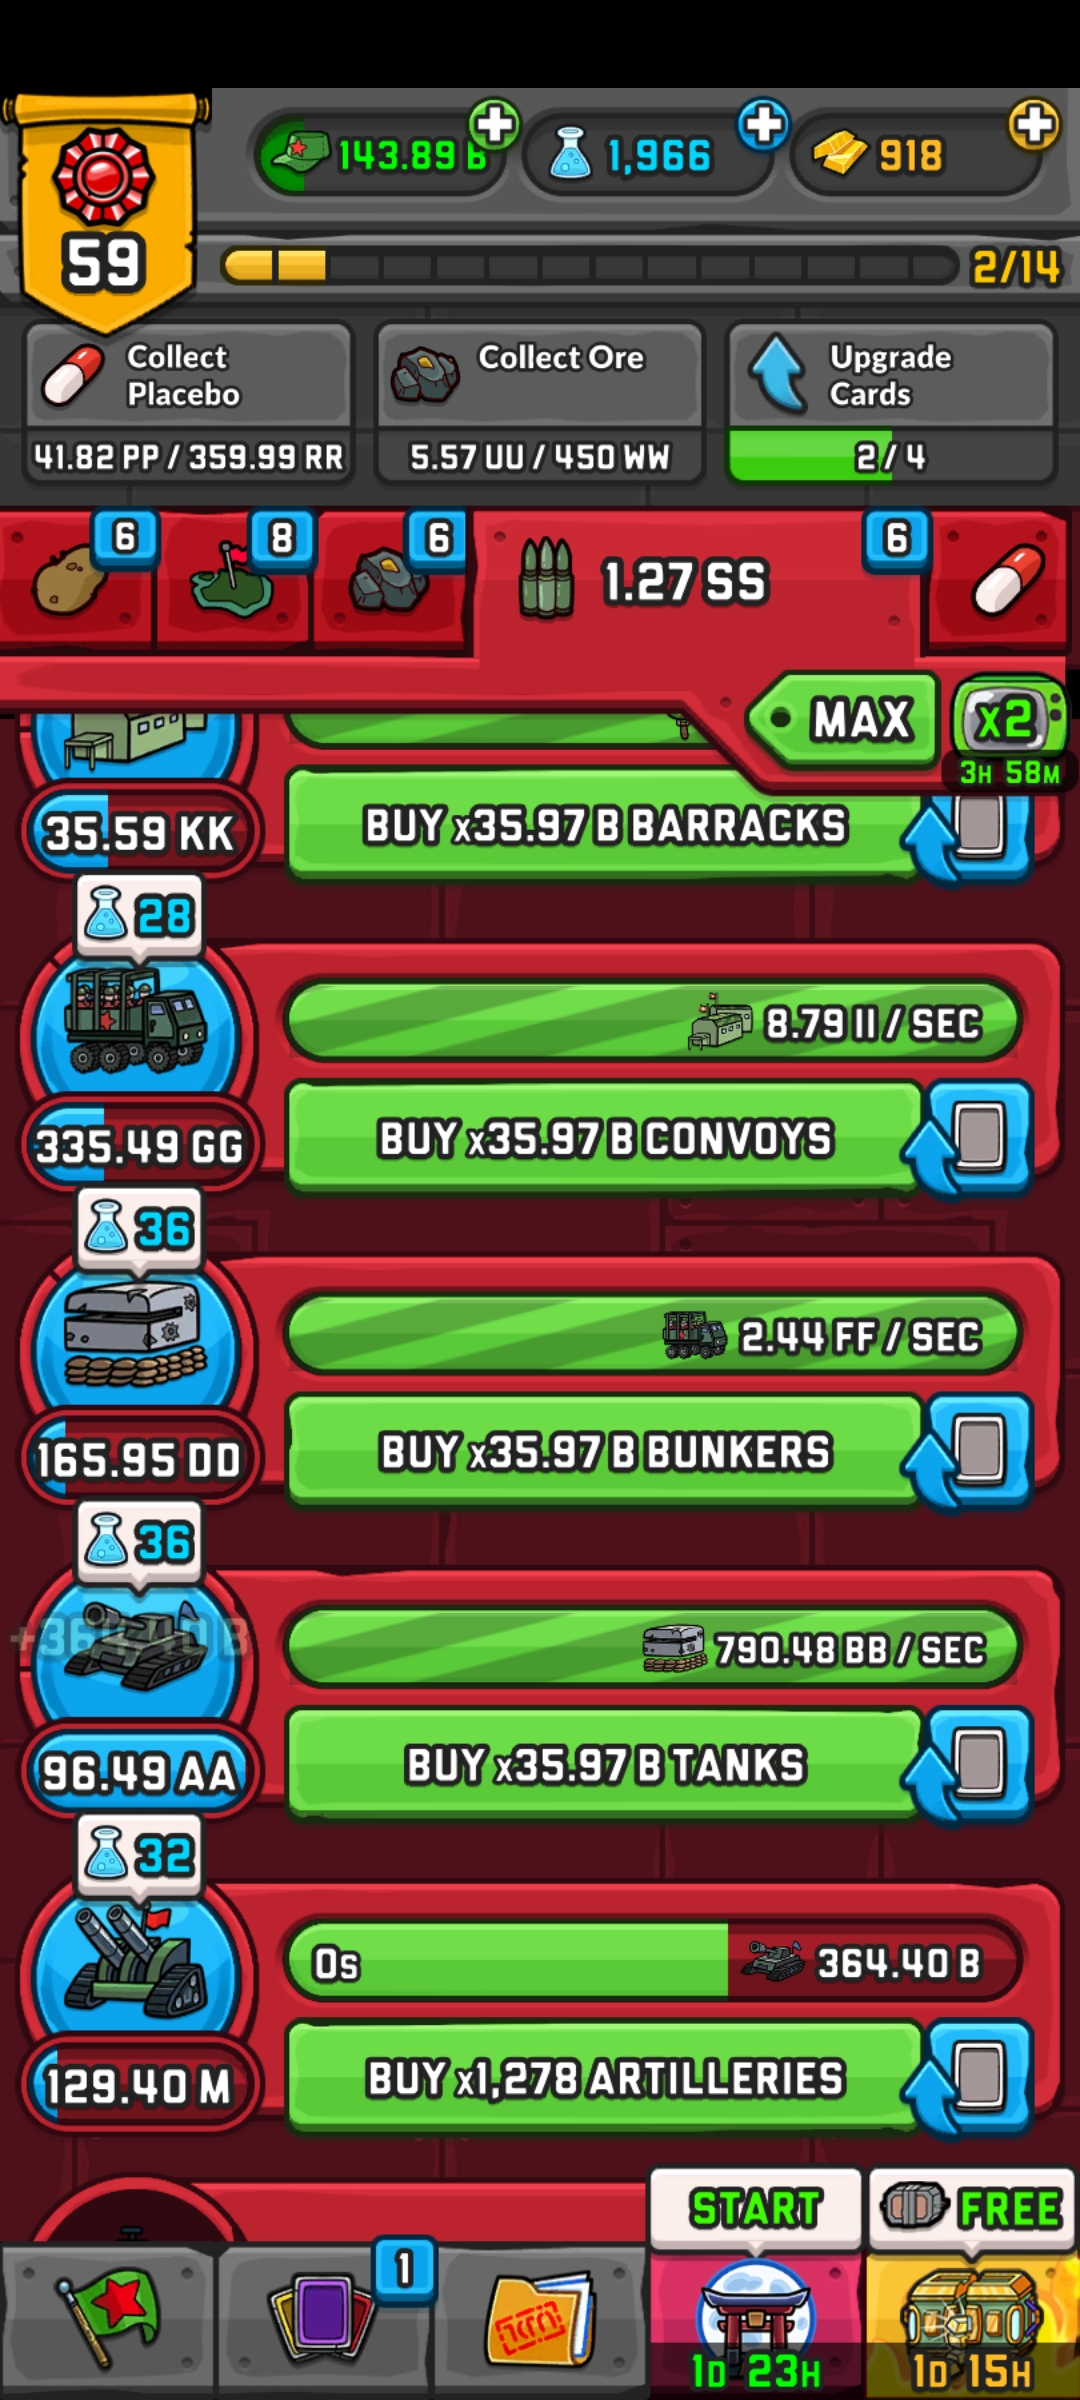 143.89 B
1,966
918
59
2/14
Collect
Placebo
41.82 PP / 359.99 RR
Collect Ore
5.57 UU / 450 WW
Upgrade
Cards
2 / 4
6
8
6
1.27 SS
6
MAX
x2
3H 58M
35.59 KK
BUY x35.97 B BARRACKS
28
8.79 II / SEC
335.49 GG
BUY x35.97 B CONVOYS
36
2.44 FF / SEC
165.95 DD
BUY x35.97 B BUNKERS
36
+364.40 B
790.48 BB / SEC
96.49 AA
BUY x35.97 B TANKS
32
0s
364.40 B
129.40 M
BUY x1,278 ARTILLERIES
START
FREE
1
1D 23H
1D 15H